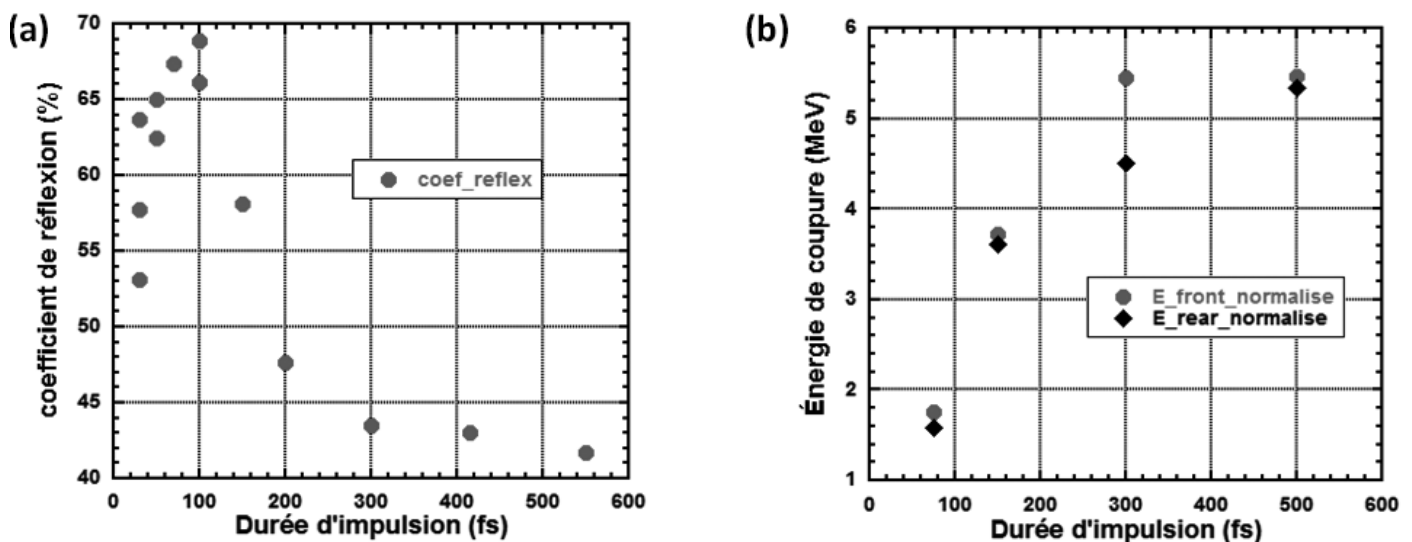 (a)
70
65
60
55
50
45
40
coefficient de réflexion (%)
coef_reflex
0 100 200 300 400 500 600
Durée d'impulsion (fs)
(b)
6
5
4
3
2
1
Énergie de coupure (MeV)
E_front_normalise
E_rear_normalise
0 100 200 300 400 500 600
Durée d'impulsion (fs)